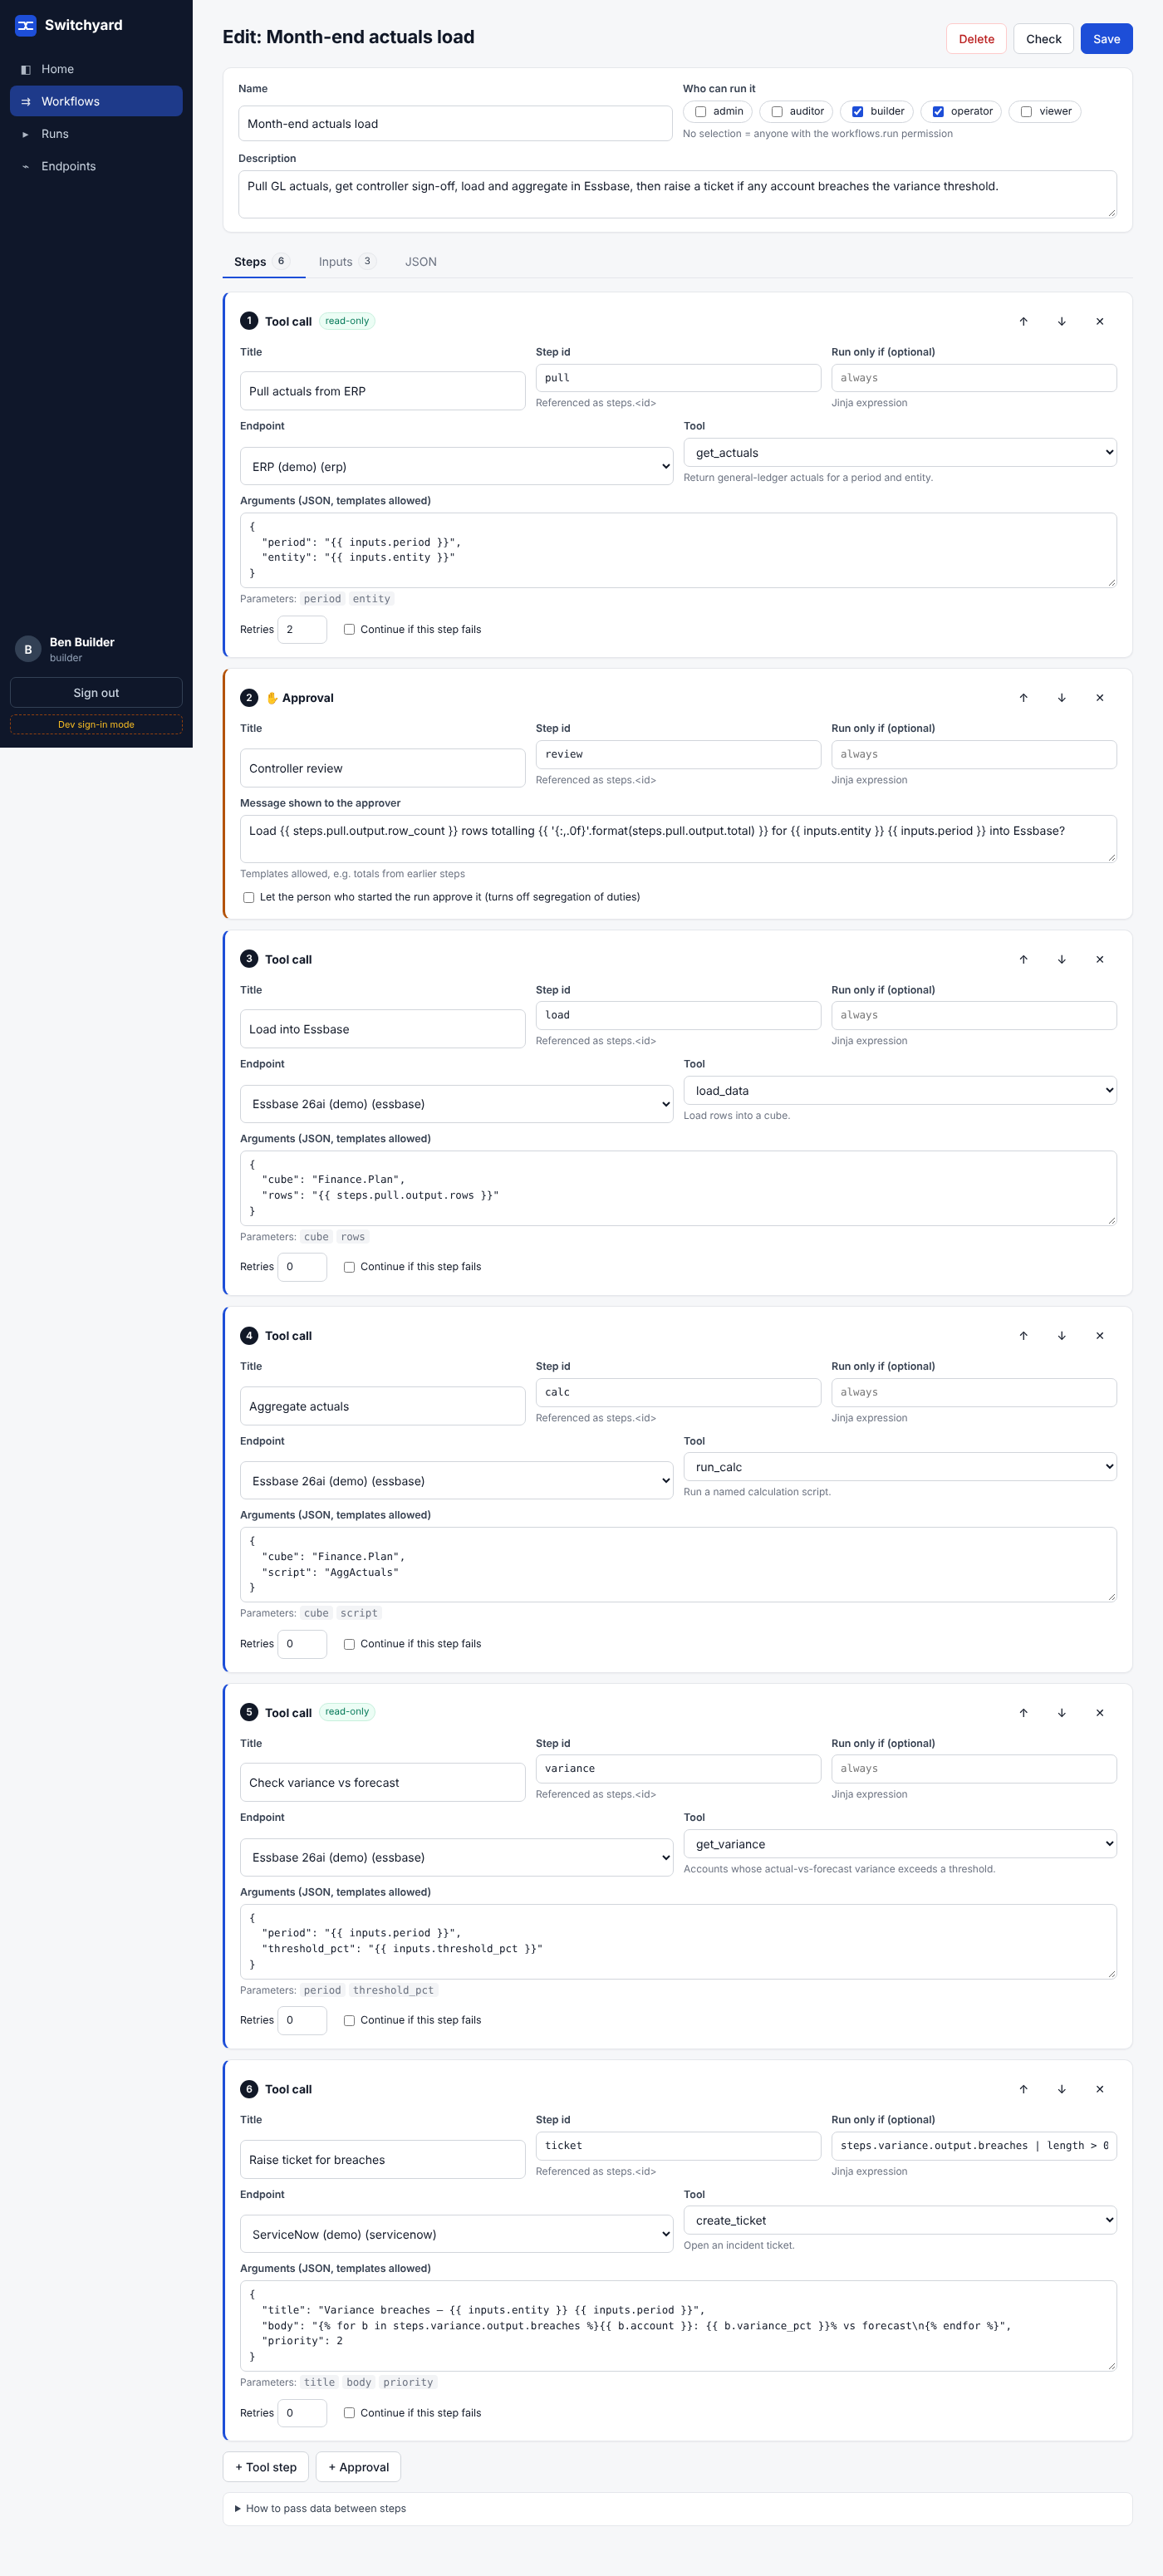 Switchyard
Home
Workflows
Runs
Endpoints
B
Ben Builder
builder
Sign out
Dev sign-in mode
Edit: Month-end actuals load
Delete
Check
Save
Name
Month-end actuals load
Who can run it
admin
auditor
builder
operator
viewer
No selection = anyone with the workflows.run permission
Description
Pull GL actuals, get controller sign-off, load and aggregate in Essbase, then raise a ticket if any account breaches the variance threshold.
Steps 6
Inputs 3
JSON
1 Tool call read-only
↑ ↓ ✕
Title
Pull actuals from ERP
Step id
pull
Referenced as steps.<id>
Run only if (optional)
always
Jinja expression
Endpoint
ERP (demo) (erp)
Tool
get_actuals
Return general-ledger actuals for a period and entity.
Arguments (JSON, templates allowed)
{
"period": "{{ inputs.period }}",
"entity": "{{ inputs.entity }}"
}
Parameters: period entity
Retries 2
Continue if this step fails
2 ✋ Approval
↑ ↓ ✕
Title
Controller review
Step id
review
Referenced as steps.<id>
Run only if (optional)
always
Jinja expression
Message shown to the approver
Load {{ steps.pull.output.row_count }} rows totalling {{ '{:,.0f}'.format(steps.pull.output.total) }} for {{ inputs.entity }} {{ inputs.period }} into Essbase?
Templates allowed, e.g. totals from earlier steps
Let the person who started the run approve it (turns off segregation of duties)
3 Tool call
↑ ↓ ✕
Title
Load into Essbase
Step id
load
Referenced as steps.<id>
Run only if (optional)
always
Jinja expression
Endpoint
Essbase 26ai (demo) (essbase)
Tool
load_data
Load rows into a cube.
Arguments (JSON, templates allowed)
{
"cube": "Finance.Plan",
"rows": "{{ steps.pull.output.rows }}"
}
Parameters: cube rows
Retries 0
Continue if this step fails
4 Tool call
↑ ↓ ✕
Title
Aggregate actuals
Step id
calc
Referenced as steps.<id>
Run only if (optional)
always
Jinja expression
Endpoint
Essbase 26ai (demo) (essbase)
Tool
run_calc
Run a named calculation script.
Arguments (JSON, templates allowed)
{
"cube": "Finance.Plan",
"script": "AggActuals"
}
Parameters: cube script
Retries 0
Continue if this step fails
5 Tool call read-only
↑ ↓ ✕
Title
Check variance vs forecast
Step id
variance
Referenced as steps.<id>
Run only if (optional)
always
Jinja expression
Endpoint
Essbase 26ai (demo) (essbase)
Tool
get_variance
Accounts whose actual-vs-forecast variance exceeds a threshold.
Arguments (JSON, templates allowed)
{
"period": "{{ inputs.period }}",
"threshold_pct": "{{ inputs.threshold_pct }}"
}
Parameters: period threshold_pct
Retries 0
Continue if this step fails
6 Tool call
↑ ↓ ✕
Title
Raise ticket for breaches
Step id
ticket
Referenced as steps.<id>
Run only if (optional)
steps.variance.output.breaches | length > 0
Jinja expression
Endpoint
ServiceNow (demo) (servicenow)
Tool
create_ticket
Open an incident ticket.
Arguments (JSON, templates allowed)
{
"title": "Variance breaches — {{ inputs.entity }} {{ inputs.period }}",
"body": "{% for b in steps.variance.output.breaches %}{{ b.account }}: {{ b.variance_pct }}% vs forecast\n{% endfor %}",
"priority": 2
}
Parameters: title body priority
Retries 0
Continue if this step fails
+ Tool step
+ Approval
▶ How to pass data between steps